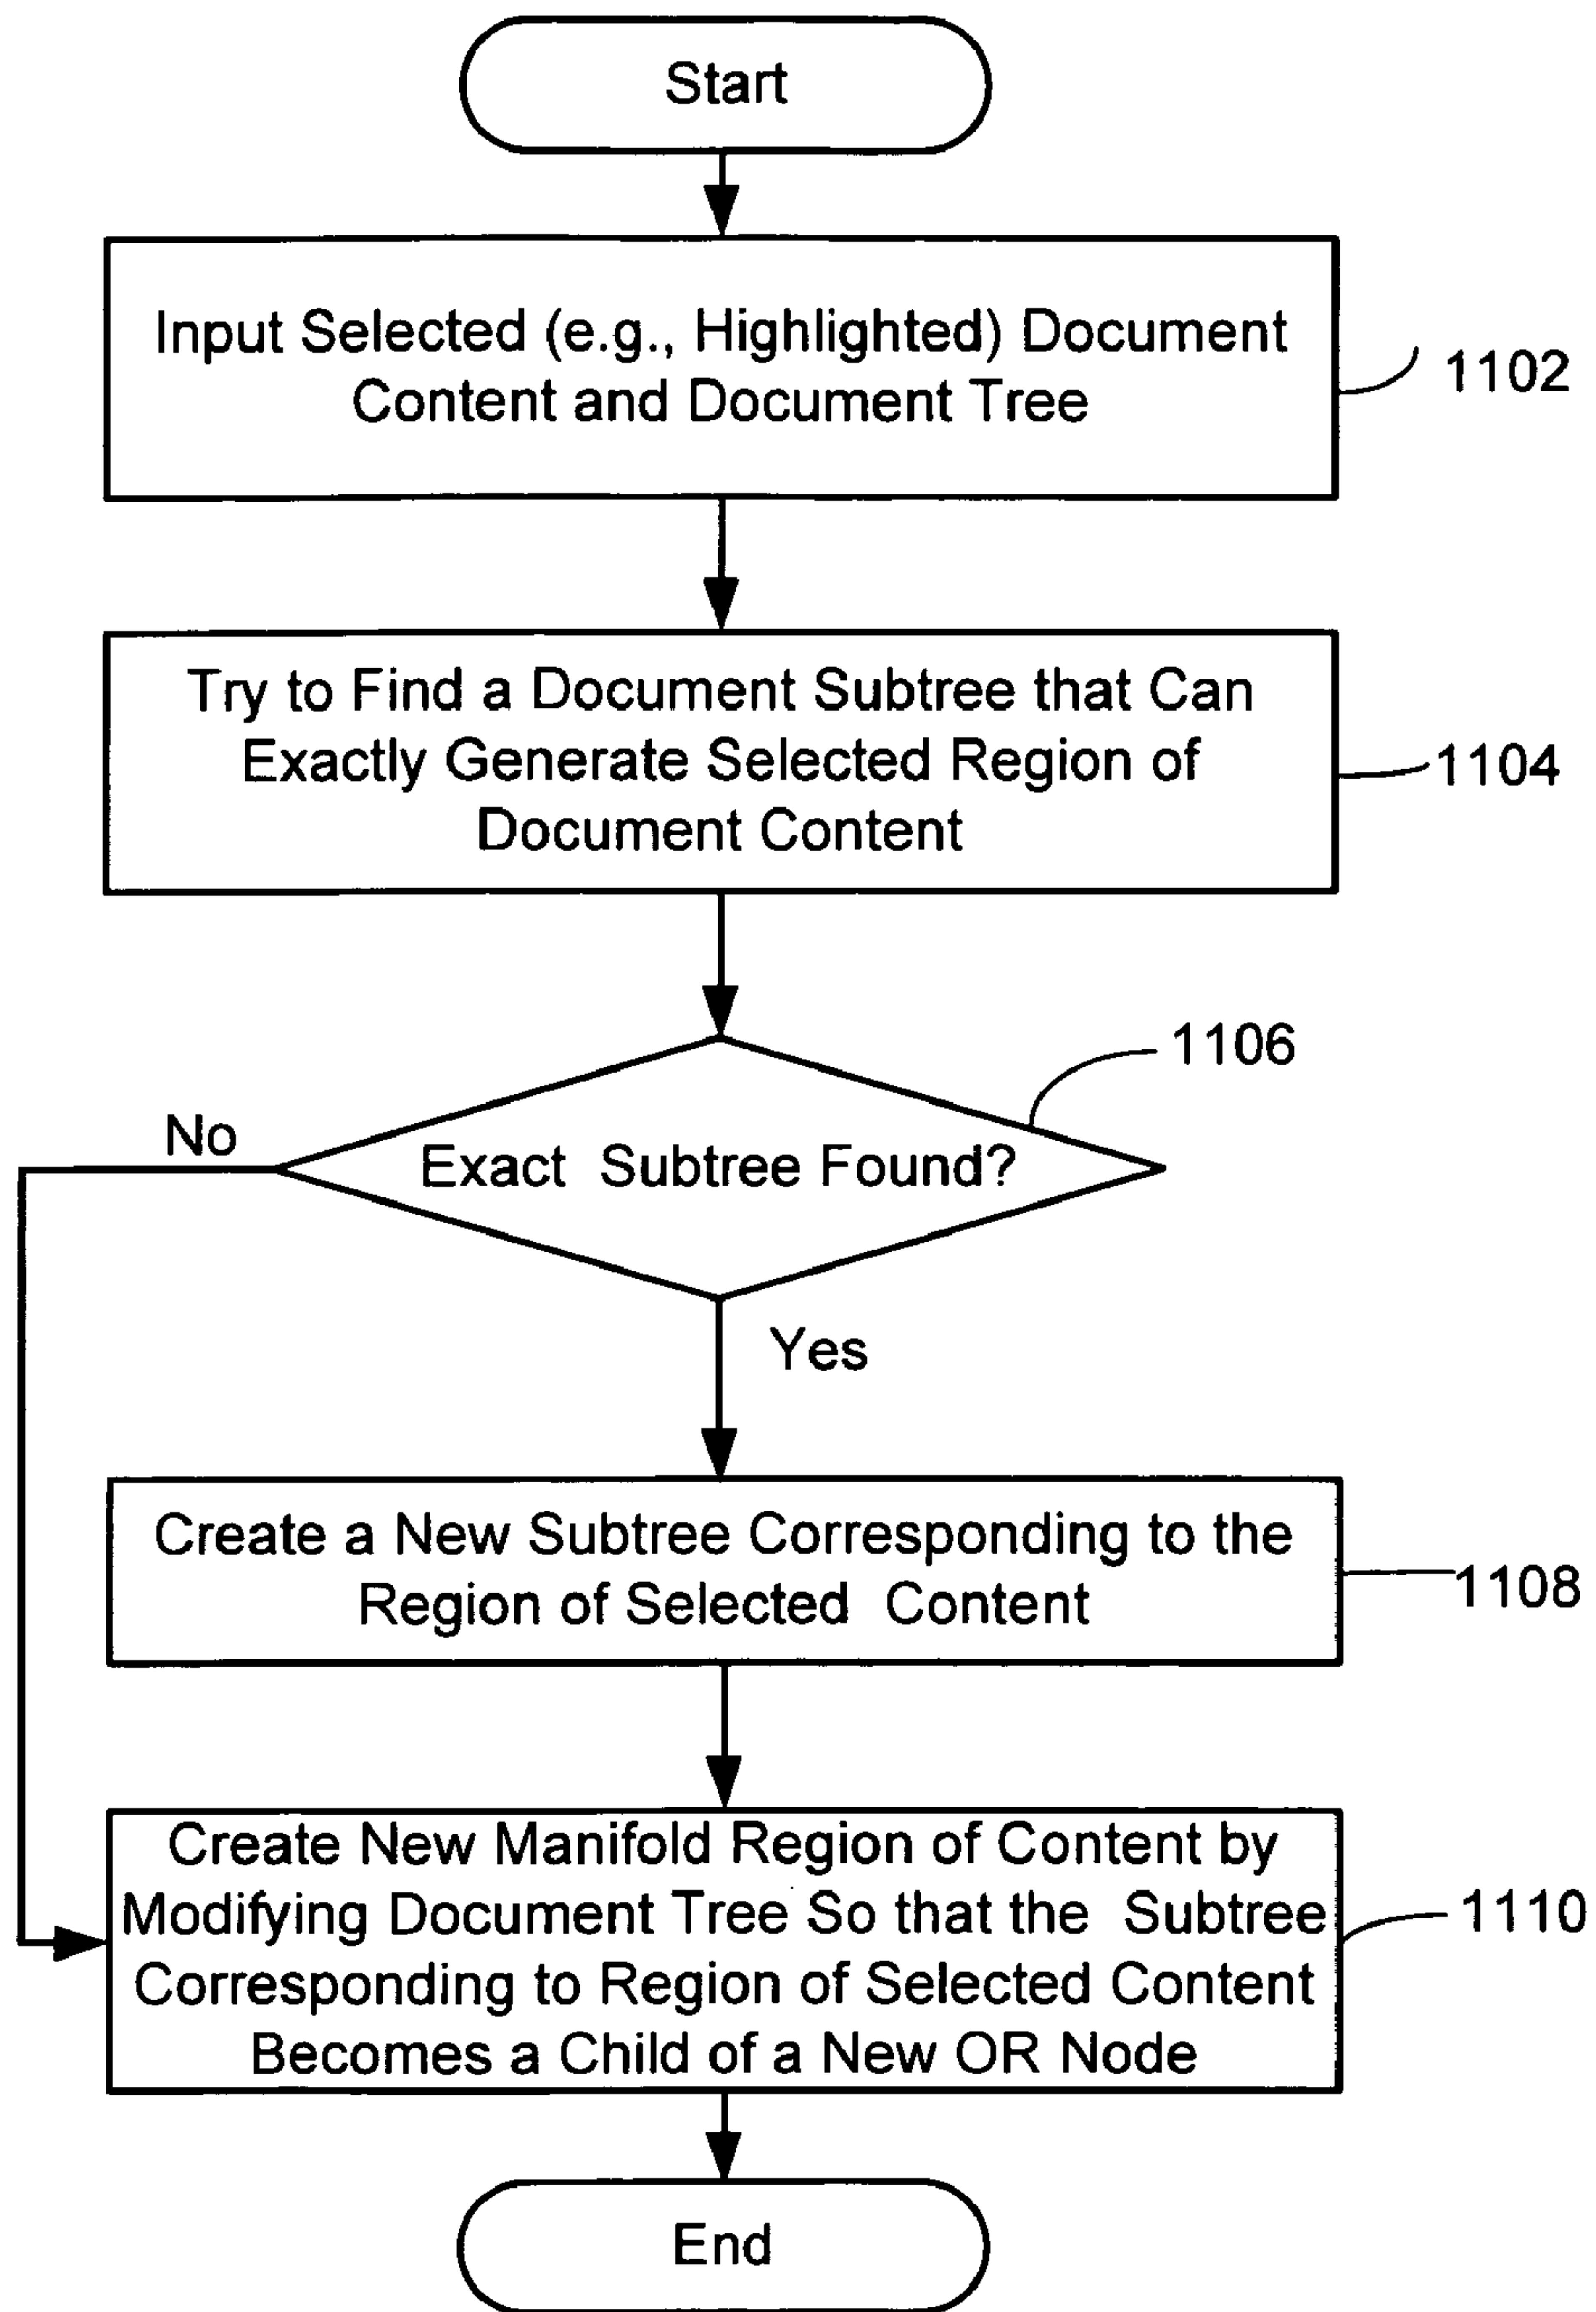 Start
Input Selected (e.g., Highlighted) Document
Content and Document Tree
1102
Try to Find a Document Subtree that Can
Exactly Generate Selected Region of
Document Content
1104
1106
No
Exact Subtree Found?
Yes
Create a New Subtree Corresponding to the
Region of Selected Content
1108
Create New Manifold Region of Content by
Modifying Document Tree So that the Subtree
Corresponding to Region of Selected Content
Becomes a Child of a New OR Node
1110
End